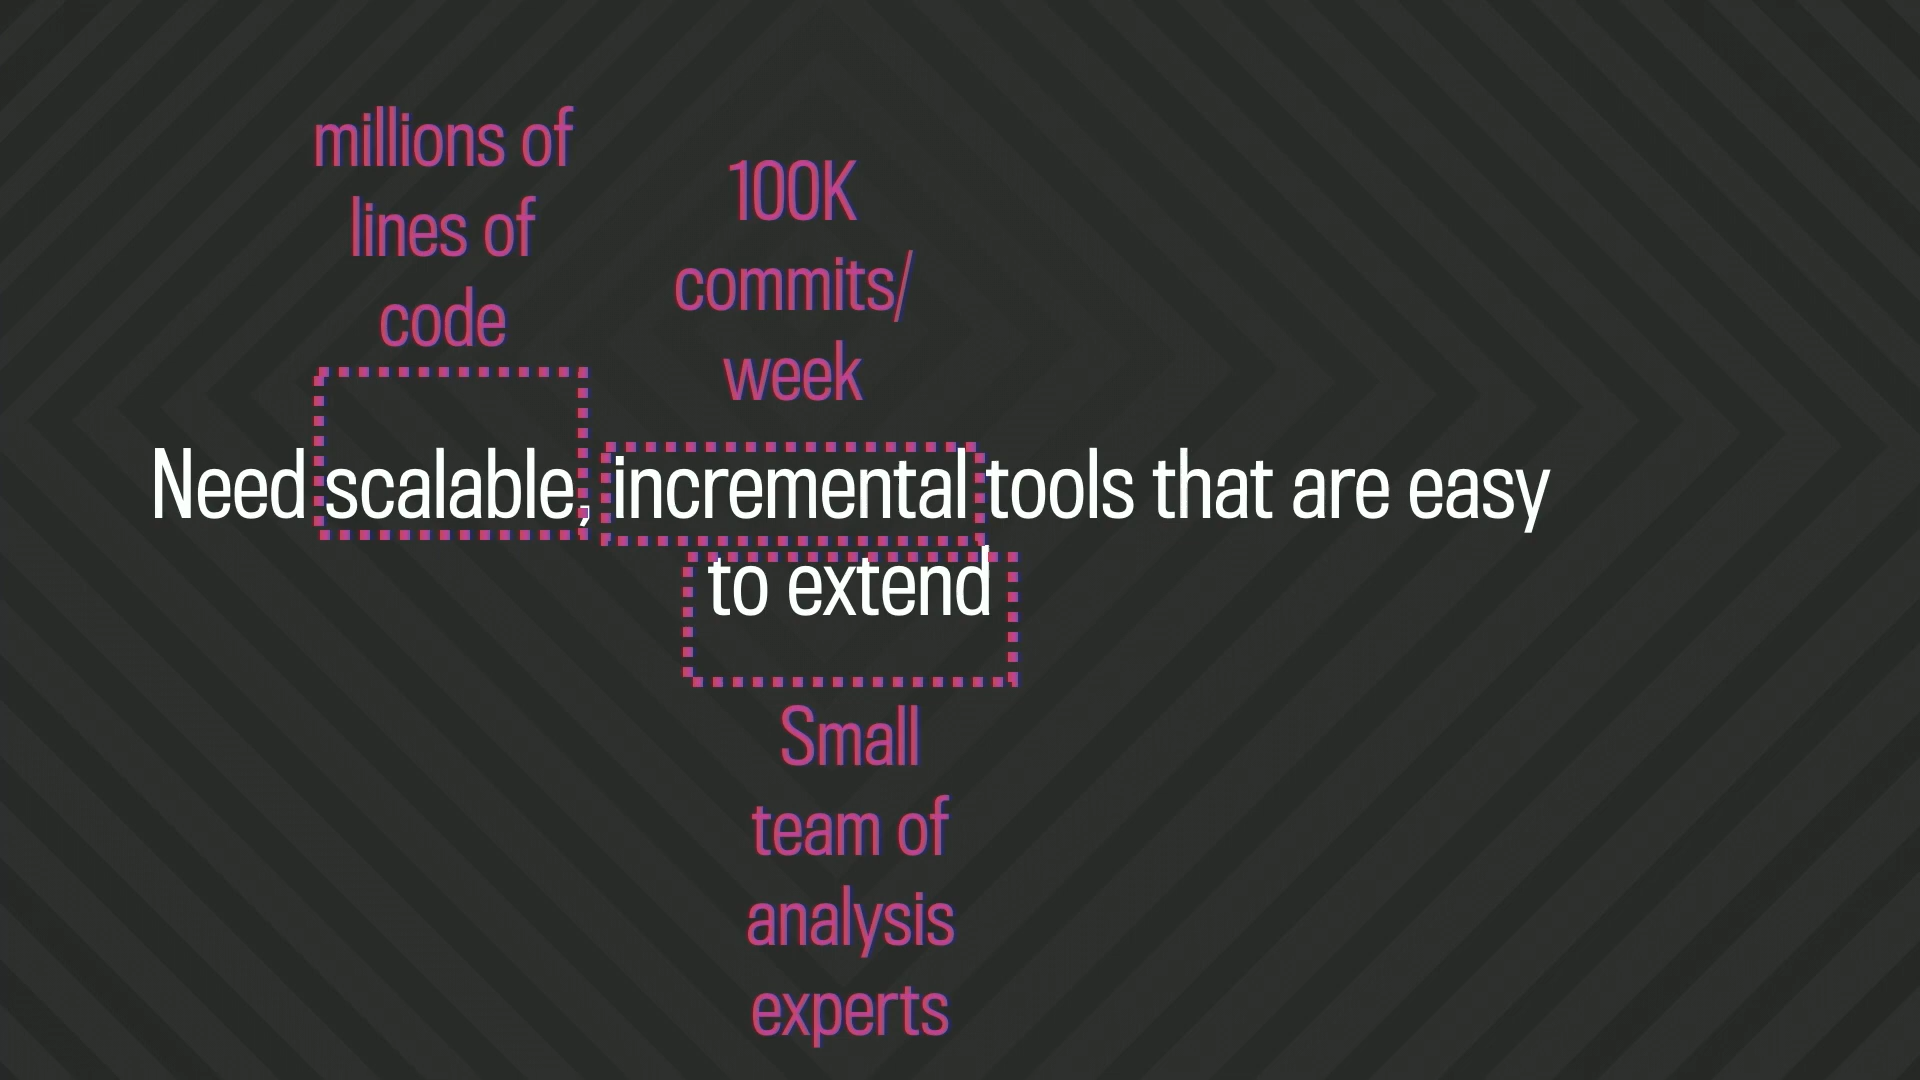 millions of
lines of
code
100K
commits/
week
Need scalable, incremental tools that are easy
to extend
Small
team of
analysis
experts